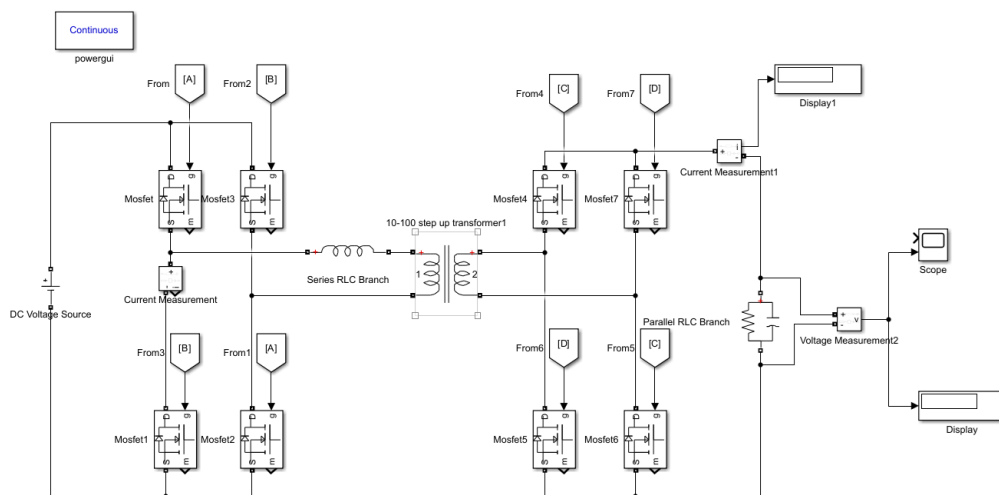 Continuous
powergui
From
[A]
From2
[B]
From4
[C]
From7
[D]
Display1
i
+
-
Current Measurement1
g
D
S
m
Mosfet
g
D
S
m
Mosfet3
g
D
S
m
Mosfet4
g
D
S
m
Mosfet7
10-100 step up transformer1
+
+
1
2
+
Series RLC Branch
+
-i
Current Measurement
+
DC Voltage Source
Scope
+
Parallel RLC Branch
+
-
v
Voltage Measurement2
From3
[B]
From1
[A]
From6
[D]
From5
[C]
g
D
S
m
Mosfet1
g
D
S
m
Mosfet2
g
D
S
m
Mosfet5
g
D
S
m
Mosfet6
Display